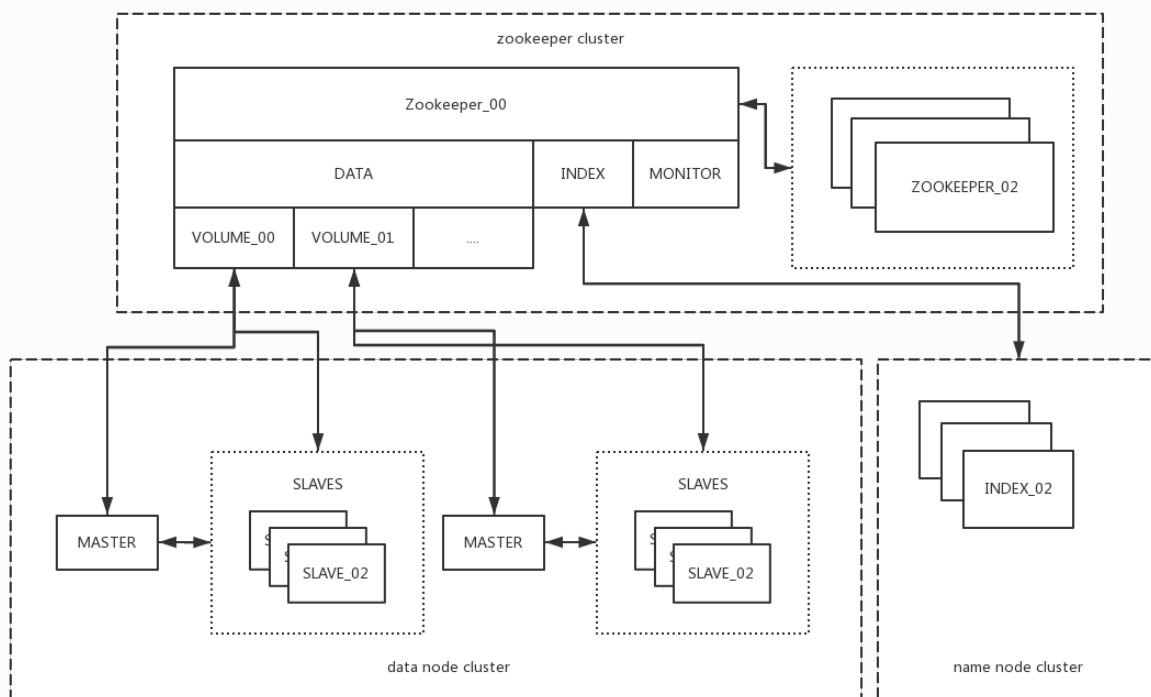 zookeeper cluster
Zookeeper_00
DATA
INDEX
MONITOR
ZOOKEEPER_02
VOLUME_00
VOLUME_01
....
SLAVES
SLAVES
MASTER
SLAVE_02
MASTER
SLAVE_02
INDEX_02
data node cluster
name node cluster